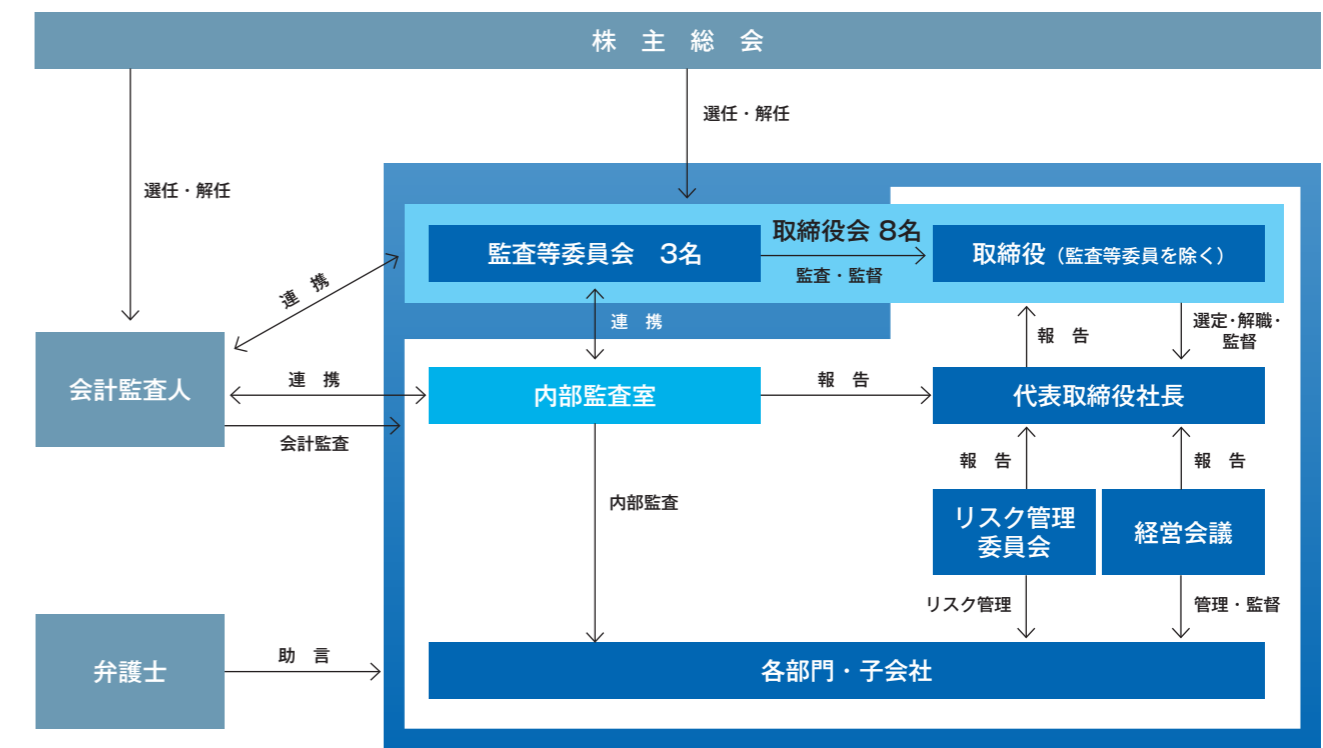 株 主 総 会
選任・解任
選任・解任
取締役会 8名
監査等委員会 3名
監査・監督
取締役（監査等委員を除く）
連 携
連 携
報 告
選定・解職・
監督
会計監査人
連 携
会計監査
内部監査室
報 告
代表取締役社長
内部監査
報 告
報 告
リスク管理
委員会
経営会議
リスク管理
管理・監督
弁護士
助 言
各部門・子会社